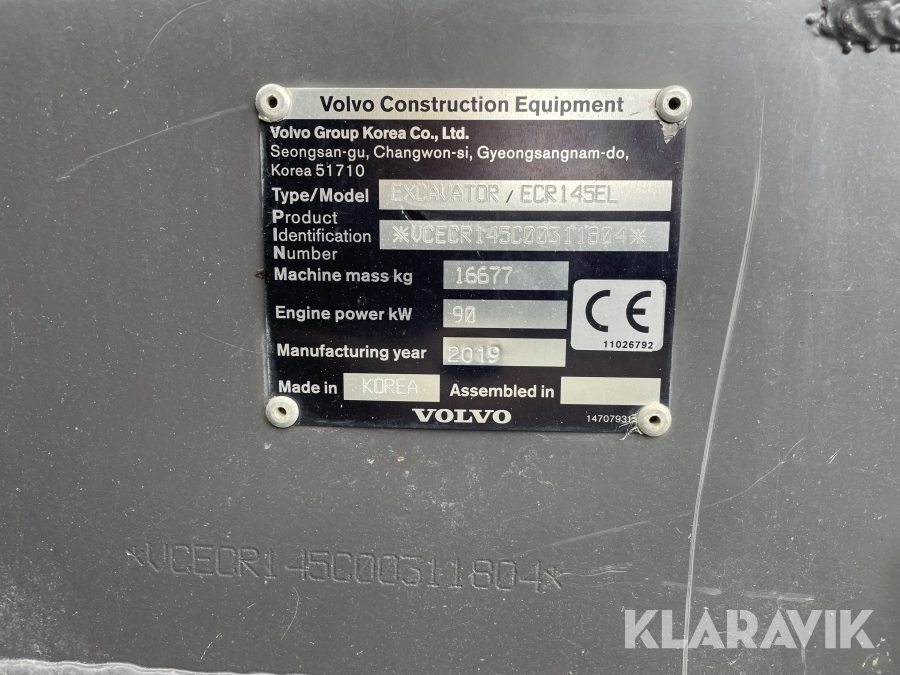 Volvo Construction Equipment
Volvo Group Korea Co., Ltd.
Seongsan-gu, Changwon-si, Gyeongsangnam-do,
Korea 51710
Type/Model EXCAVATOR / ECR145EL
Product
Identification *VCECR145C00311804*
Number
Machine mass kg 16677
Engine power kW 90
CE
11026792
Manufacturing year 2019
Made in KOREA Assembled in
VOLVO
*VCECR145C00311804*
KLARAVIK